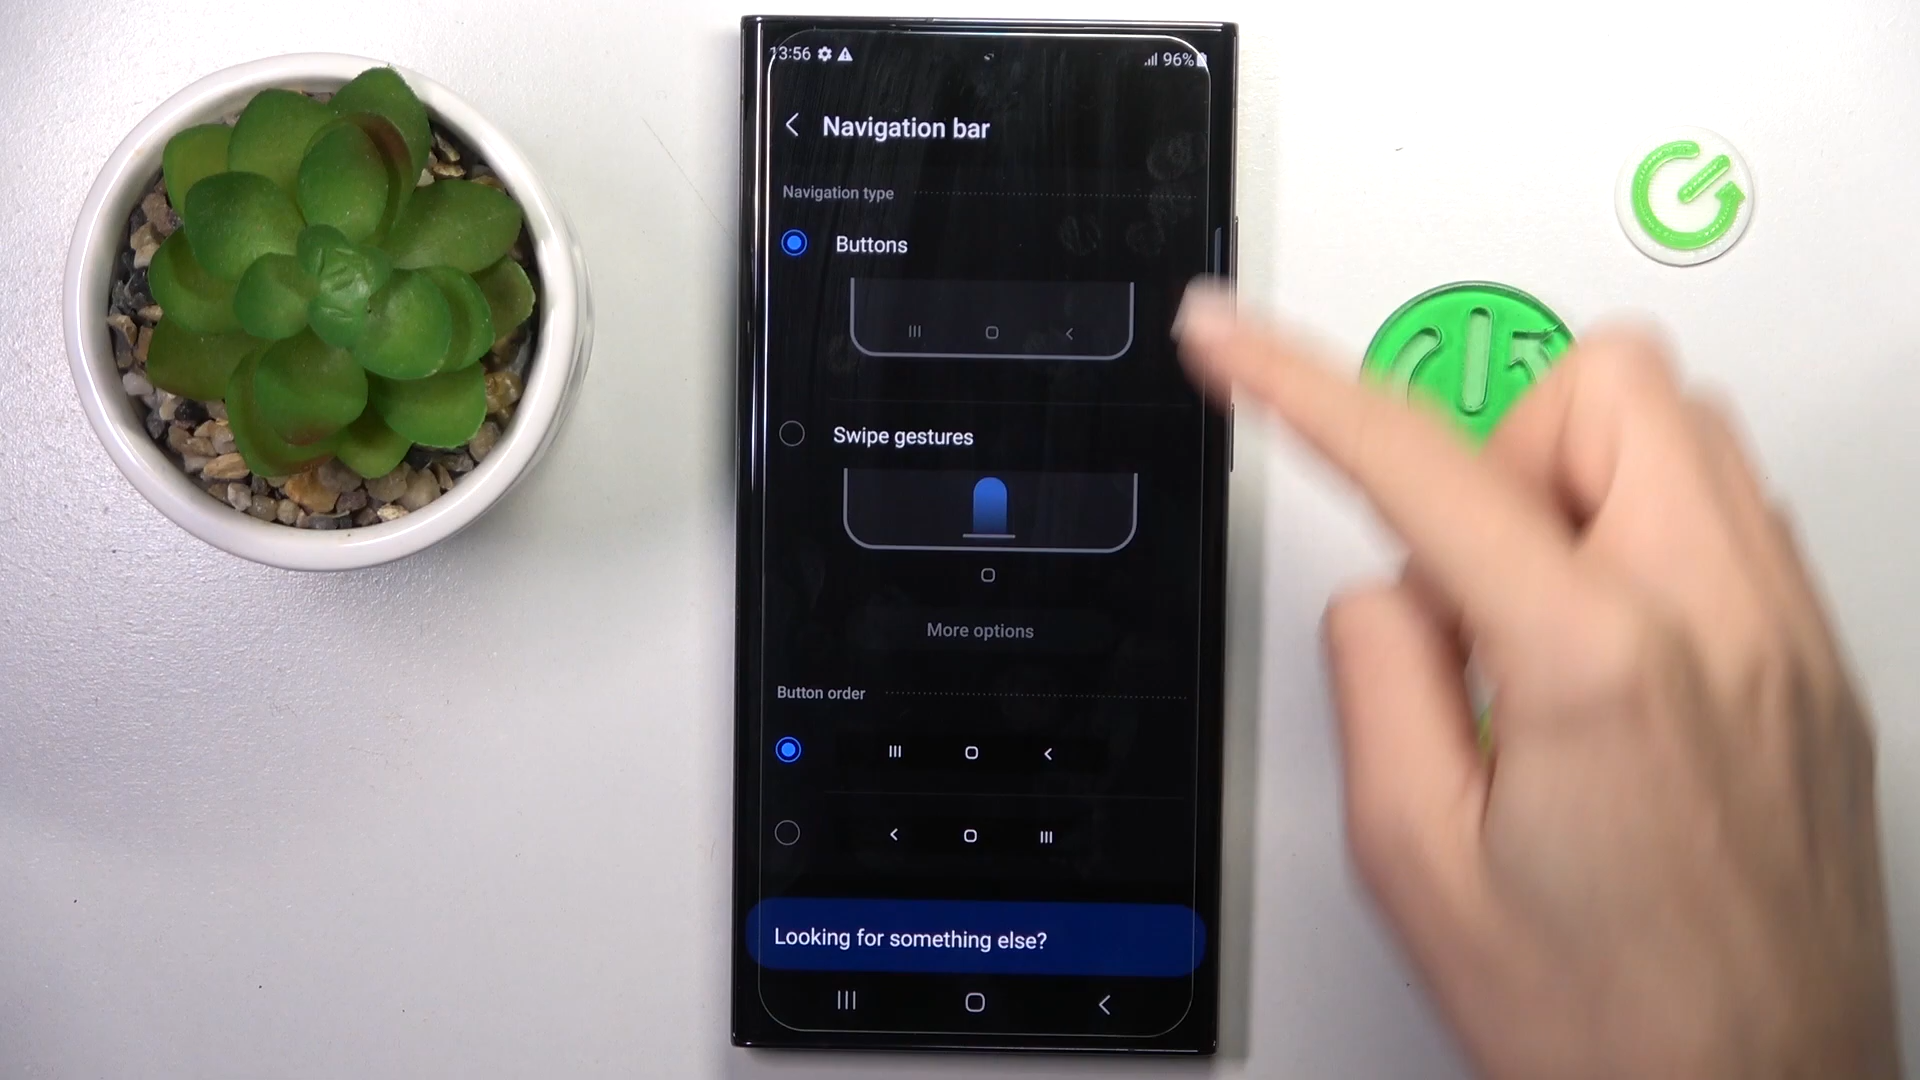 13:56 96%
Navigation bar
Navigation type
Buttons
Swipe gestures
More options
Button order
Looking for something else?